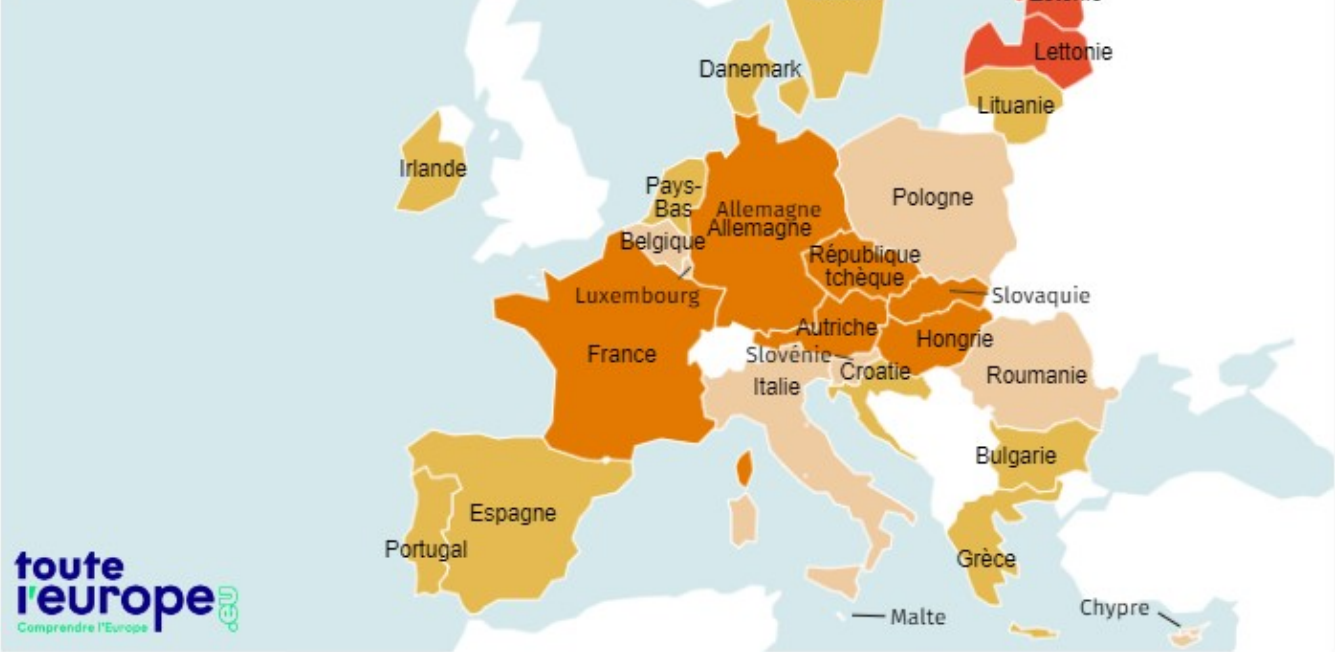 Estonie
Lettonie
Danemark
Lituanie
Irlande
Pays-
Bas
Pologne
Allemagne
Allemagne
Belgique
République
tchèque
Luxembourg
Slovaquie
Autriche
Hongrie
France
Slovénie
Croatie
Italie
Roumanie
Bulgarie
Espagne
Portugal
Grèce
toute
l'europe.eu
Comprendre l'Europe
Malte
Chypre